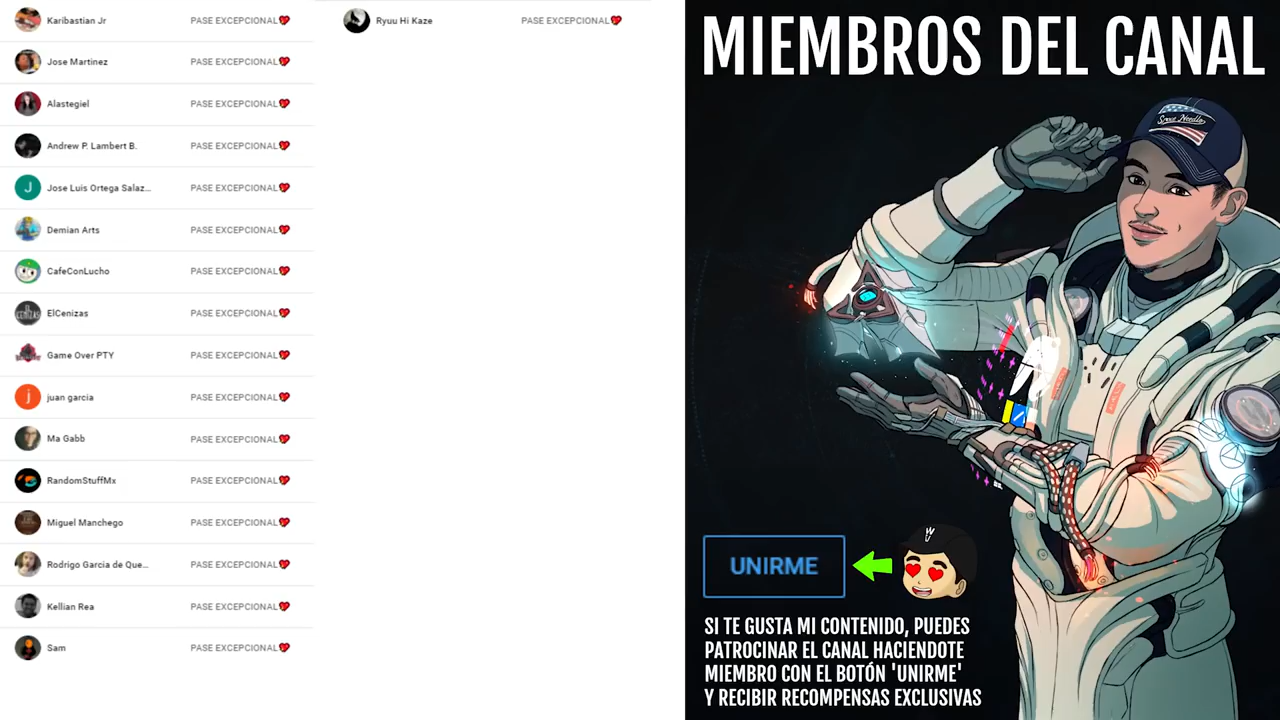 Karibastian Jr PASE EXCEPCIONAL
Jose Martinez PASE EXCEPCIONAL
Alastegiel PASE EXCEPCIONAL
Andrew P. Lambert B. PASE EXCEPCIONAL
J Jose Luis Ortega Salaz... PASE EXCEPCIONAL
Demian Arts PASE EXCEPCIONAL
CafeConLucho PASE EXCEPCIONAL
ElCenizas PASE EXCEPCIONAL
Game Over PTY PASE EXCEPCIONAL
j juan garcia PASE EXCEPCIONAL
Ma Gabb PASE EXCEPCIONAL
RandomStuffMx PASE EXCEPCIONAL
Miguel Manchego PASE EXCEPCIONAL
Rodrigo Garcia de Que... PASE EXCEPCIONAL
Kellian Rea PASE EXCEPCIONAL
Sam PASE EXCEPCIONAL
Ryuu Hi Kaze PASE EXCEPCIONAL
MIEMBROS DEL CANAL
Space Needle
UNIRME
SI TE GUSTA MI CONTENIDO, PUEDES
PATROCINAR EL CANAL HACIENDOTE
MIEMBRO CON EL BOTÓN 'UNIRME'
Y RECIBIR RECOMPENSAS EXCLUSIVAS